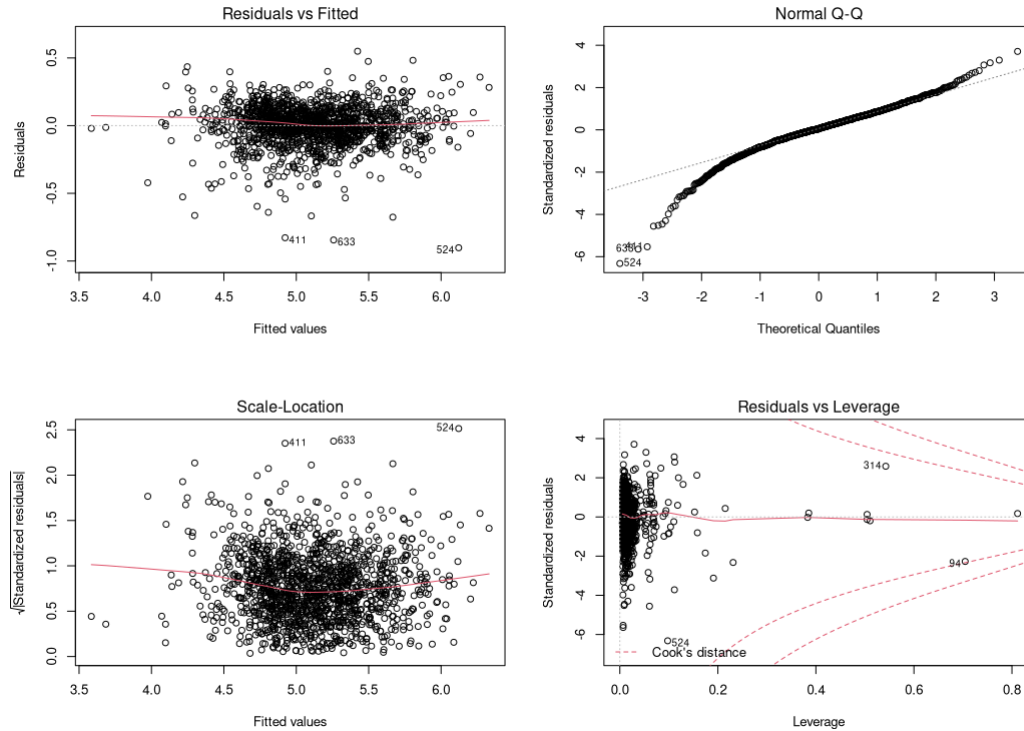 Residuals vs Fitted
Residuals
0.5
0.0
-0.5
-1.0
411
633
524
3.5 4.0 4.5 5.0 5.5 6.0
Fitted values
Normal Q-Q
Standardized residuals
4
2
0
-2
-4
-6
524
-3 -2 -1 0 1 2 3
Theoretical Quantiles
Scale-Location
√|Standardized residuals|
2.5
2.0
1.5
1.0
0.5
0.0
411
633
524
3.5 4.0 4.5 5.0 5.5 6.0
Fitted values
Residuals vs Leverage
Standardized residuals
4
2
0
-2
-4
-6
314
94
524
Cook's distance
0.0 0.2 0.4 0.6 0.8
Leverage